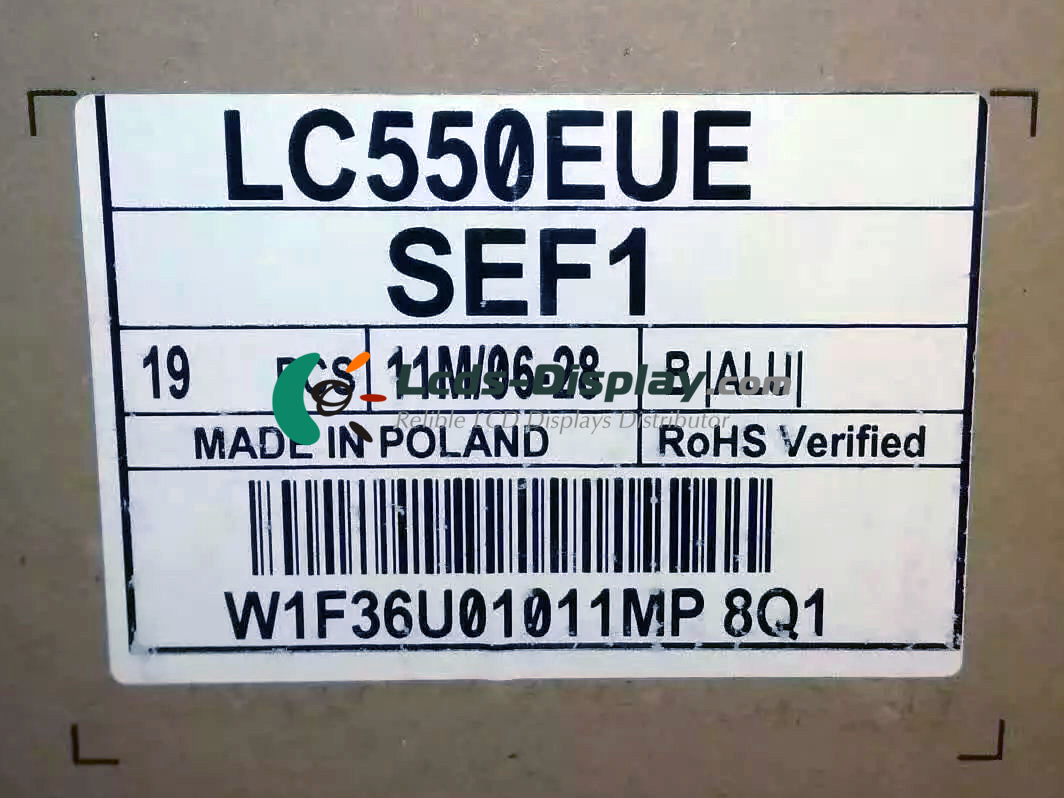 LC550EUE
SEF1
19 PCS 11M/06-28 B |ALU|
Lcds-Display.com
Relible LCD Displays Distributor
MADE IN POLAND RoHS Verified
W1F36U01011MP 8Q1